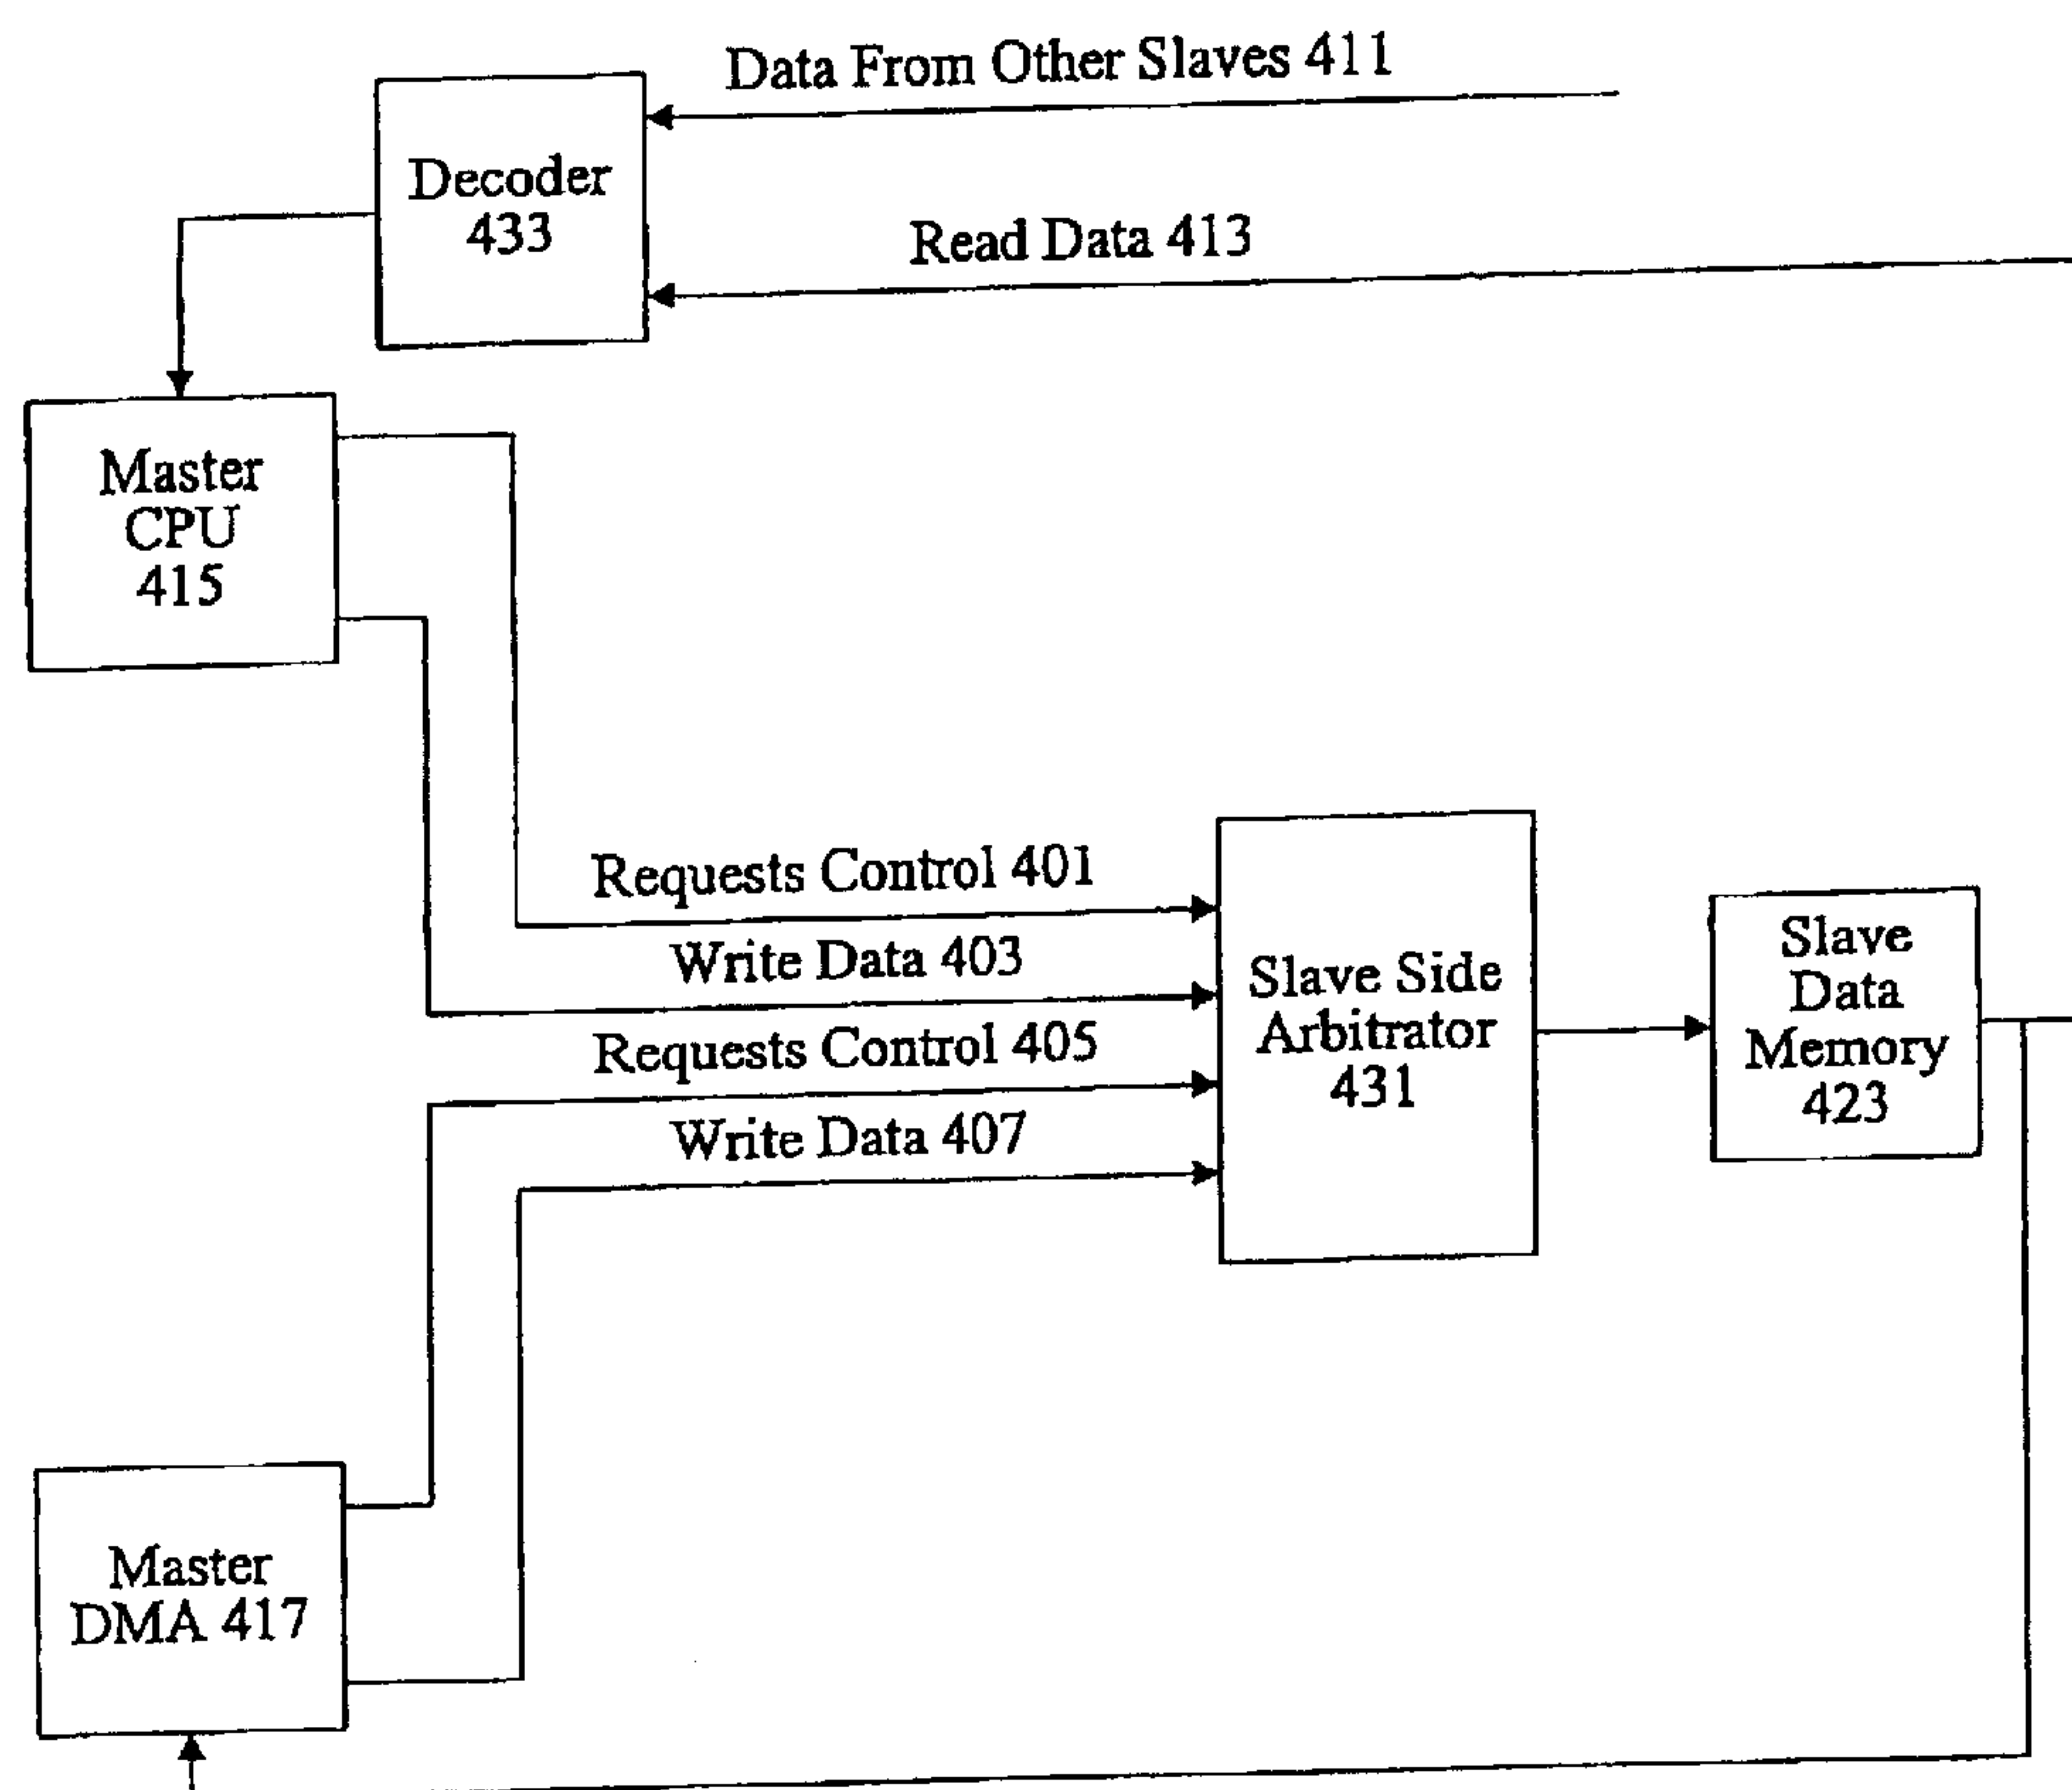 Data From Other Slaves 411
Decoder
433
Read Data 413
Master
CPU
415
Requests Control 401
Write Data 403
Requests Control 405
Write Data 407
Slave Side
Arbitrator
431
Slave
Data
Memory
423
Master
DMA 417